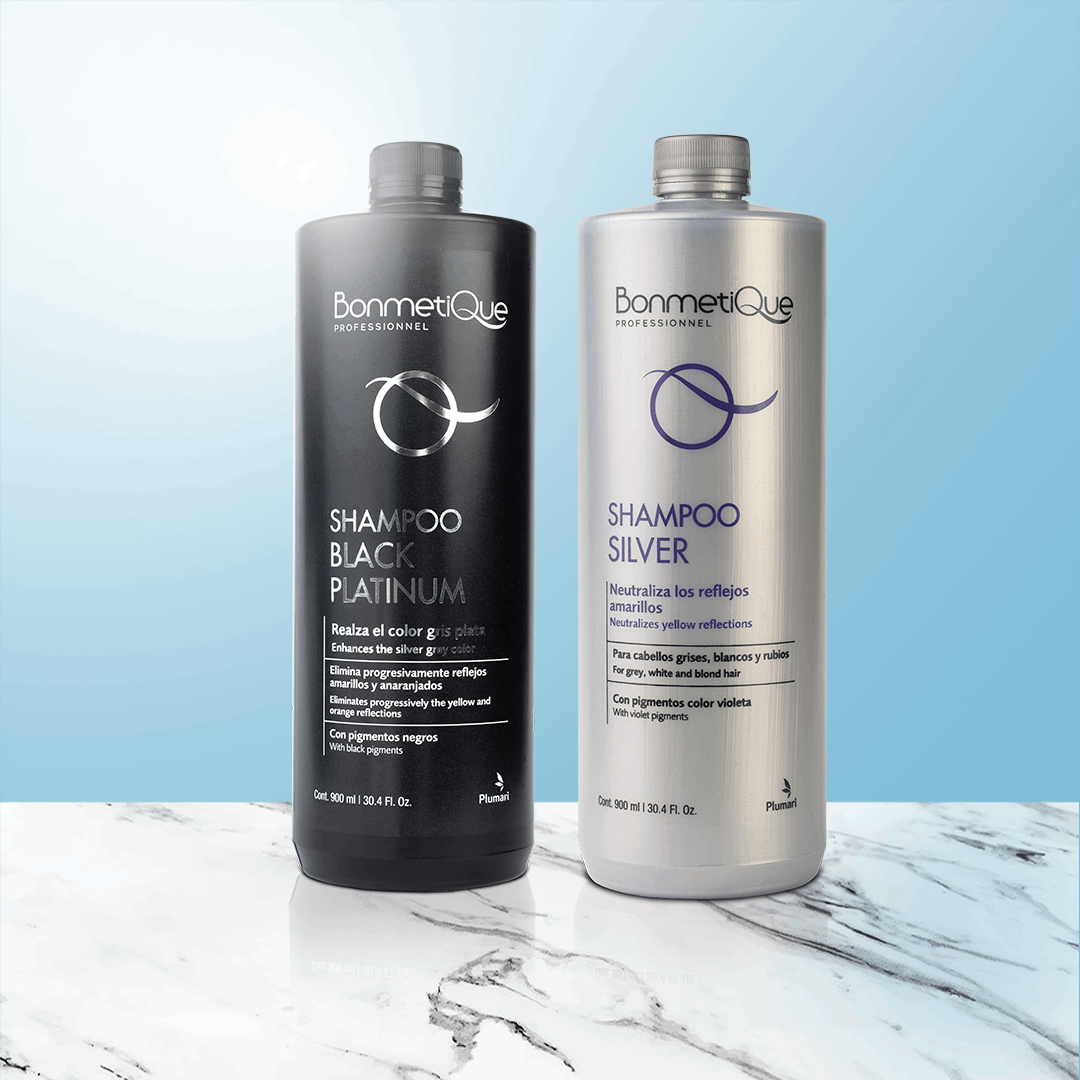 BonmetiQue
PROFESSIONNEL
SHAMPOO
BLACK
PLATINUM
Realza el color gris plata
Enhances the silver gray color
Elimina progresivamente reflejos
amarillos y anaranjados
Eliminates progressively the yellow and
orange reflections
Con pigmentos negros
With black pigments
Cont. 900 ml | 30.4 Fl. Oz.
Plumari
BonmetiQue
PROFESSIONNEL
SHAMPOO
SILVER
Neutraliza los reflejos
amarillos
Neutralizes yellow reflections
Para cabellos grises, blancos y rubios
For grey, white and blond hair
Con pigmentos color violeta
With violet pigments
Cont. 900 ml | 30.4 Fl. Oz.
Plumari